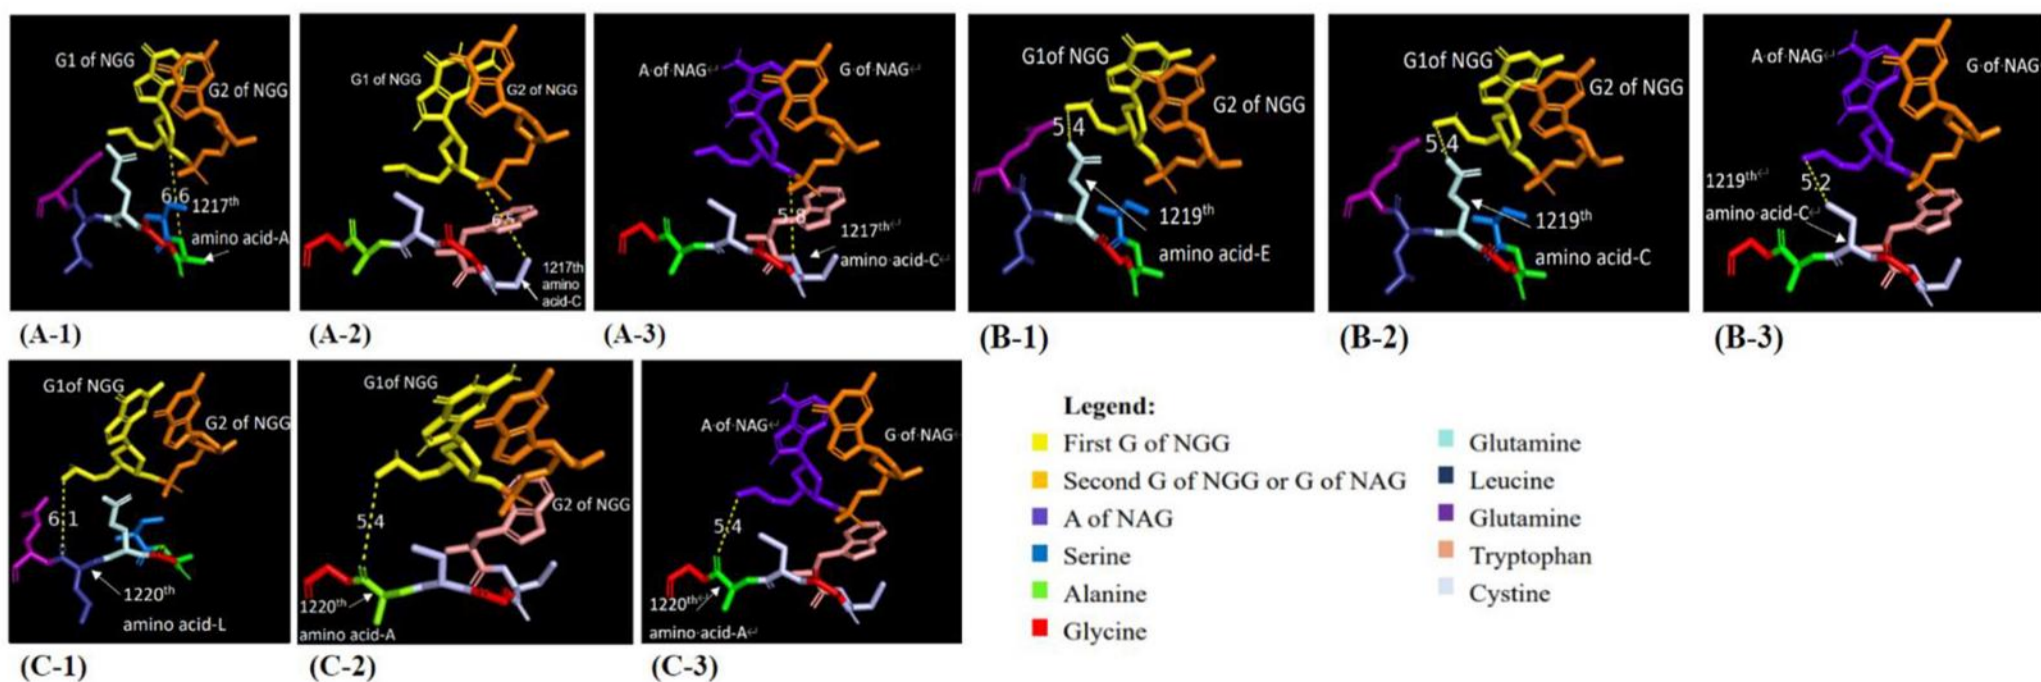 G1 of NGG
G2 of NGG
6.6
1217th
amino acid-A
(A-1)
G1 of NGG
G2 of NGG
1217th
amino
acid-C
(A-2)
A·of·NAG↵
G·of·NAG↵
5.8
1217th↵
amino·acid-C↵
(A-3)
G1of NGG
G2 of NGG
5.4
1219th
amino acid-E
(B-1)
G1of NGG
G2 of NGG
5.4
1219th
amino acid-C
(B-2)
A·of·NAG↵
G·of·NAG
5.2
1219th↵
amino·acid-C↵
(B-3)
G1of NGG
G2 of NGG
6.1
1220th
amino acid-L
(C-1)
G1of NGG
G2 of NGG
5.4
1220th
amino acid-A
(C-2)
A·of·NAG↵
G·of·NAG↵
5.4
1220th↵
amino·acid-A↵
(C-3)
Legend:
First G of NGG
Second G of NGG or G of NAG
A of NAG
Serine
Alanine
Glycine
Glutamine
Leucine
Glutamine
Tryptophan
Cystine